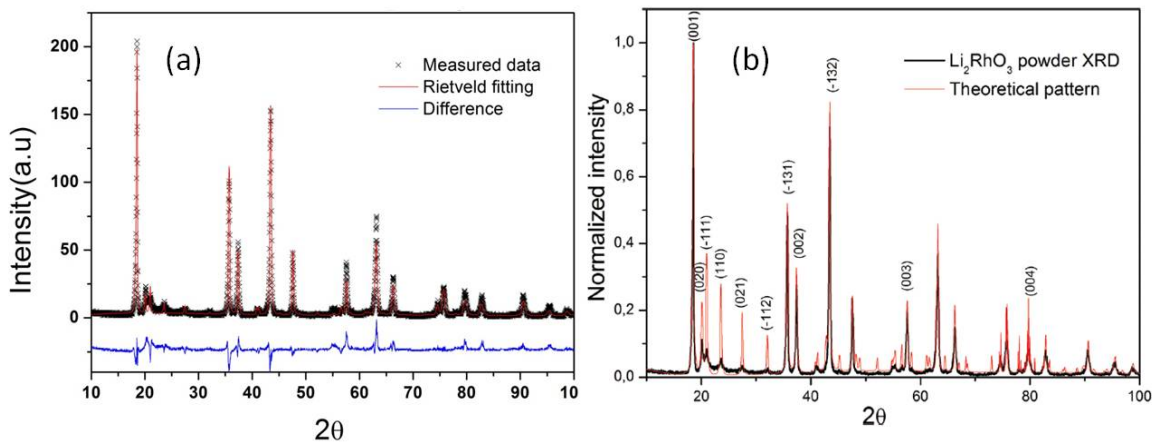 (a)
Measured data
Rietveld fitting
Difference
Intensity(a.u)
200
150
100
50
0
10 20 30 40 50 60 70 80 90 100
2θ
(b)
Li₂RhO₃ powder XRD
Theoretical pattern
Normalized intensity
1,0
0,8
0,6
0,4
0,2
0,0
(001)
(020)
(-111)
(110)
(021)
(-112)
(-131)
(002)
(-132)
(003)
(004)
20 40 60 80 100
2θ